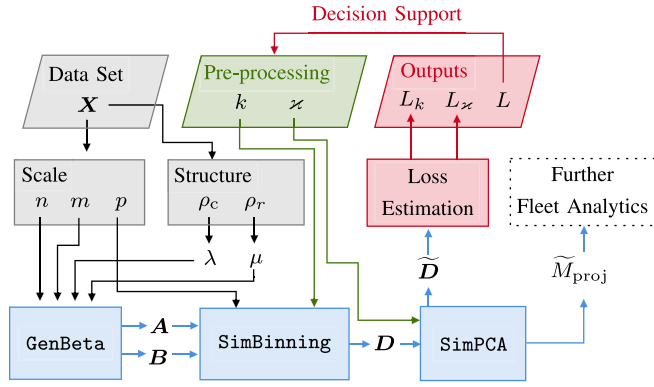 Decision Support
Data Set
X
Pre-processing
k ϰ
Outputs
L_k L_ϰ L
Scale
n m p
Structure
ρ_c ρ_r
Loss
Estimation
Further
Fleet Analytics
λ μ
D̃
M̃_proj
GenBeta
A
B
SimBinning
D
SimPCA